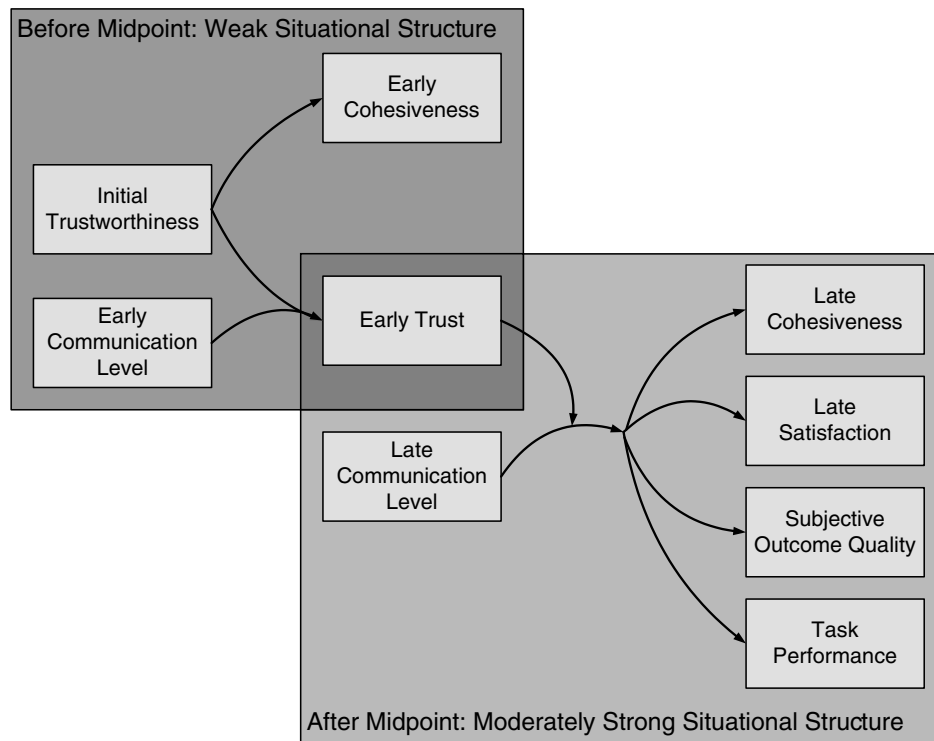 Before Midpoint: Weak Situational Structure
Early
Cohesiveness
Initial
Trustworthiness
Early
Communication
Level
Early Trust
Late
Communication
Level
Late
Cohesiveness
Late
Satisfaction
Subjective
Outcome Quality
Task
Performance
After Midpoint: Moderately Strong Situational Structure